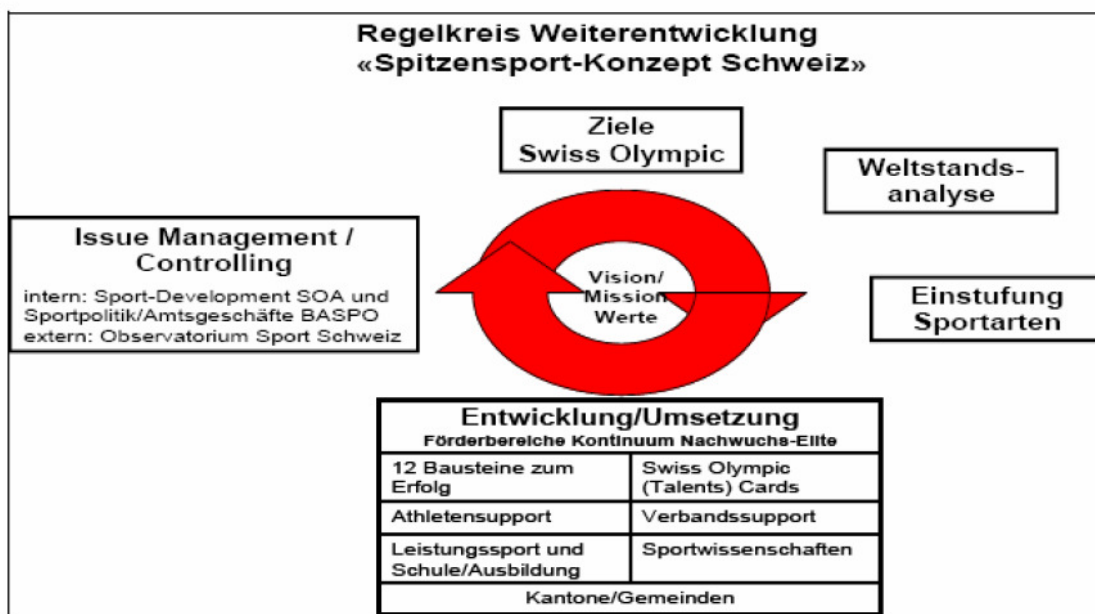 Regelkreis Weiterentwicklung
«Spitzensport-Konzept Schweiz»
Ziele
Swiss Olympic
Weltstands-
analyse
Issue Management /
Controlling
intern: Sport-Development SOA und
Sportpolitik/Amtsgeschäfte BASPO
extern: Observatorium Sport Schweiz
Vision/
Mission
Werte
Einstufung
Sportarten
Entwicklung/Umsetzung
Förderbereiche Kontinuum Nachwuchs-Elite
12 Bausteine zum
Erfolg
Swiss Olympic
(Talents) Cards
Athletensupport
Verbandssupport
Leistungssport und
Schule/Ausbildung
Sportwissenschaften
Kantone/Gemeinden